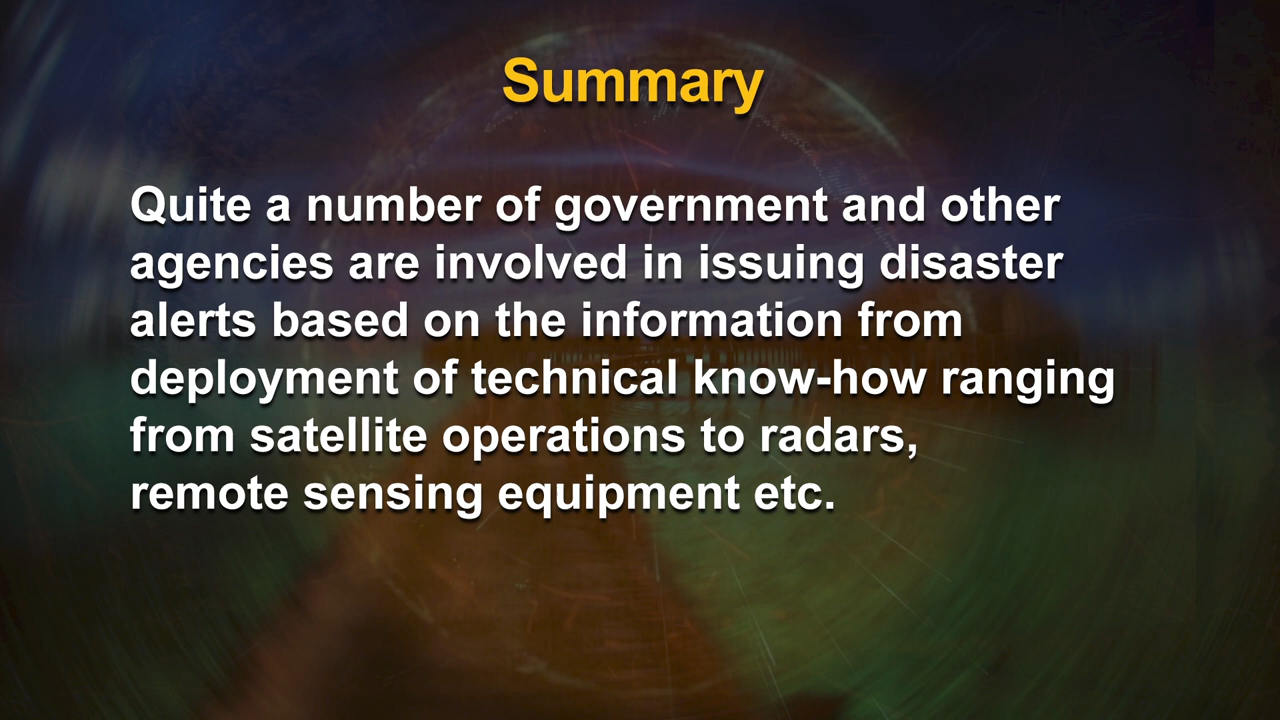 Summary
Quite a number of government and other
agencies are involved in issuing disaster
alerts based on the information from
deployment of technical know-how ranging
from satellite operations to radars,
remote sensing equipment etc.